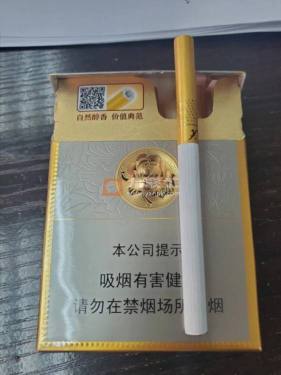 自然醇香 价值典范
本公司提示
吸烟有害健
请勿在禁烟场所 烟